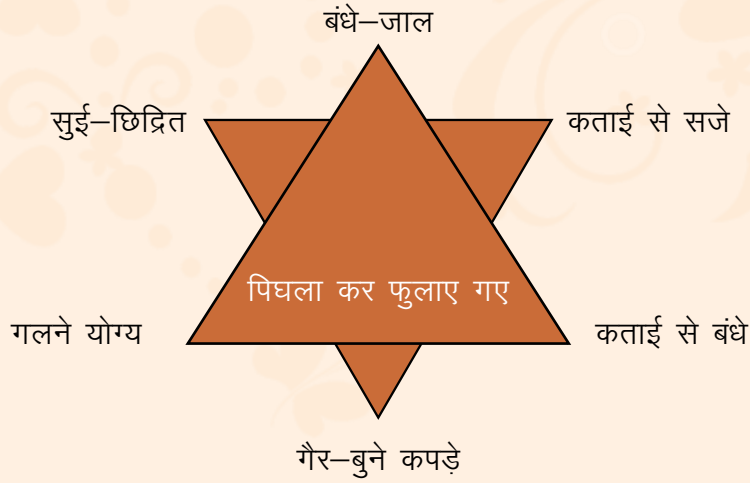 बंधे–जाल
सुई–छिद्रित
कताई से सजे
पिघला कर फुलाए गए
गलने योग्य
कताई से बंधे
गैर–बुने कपड़े